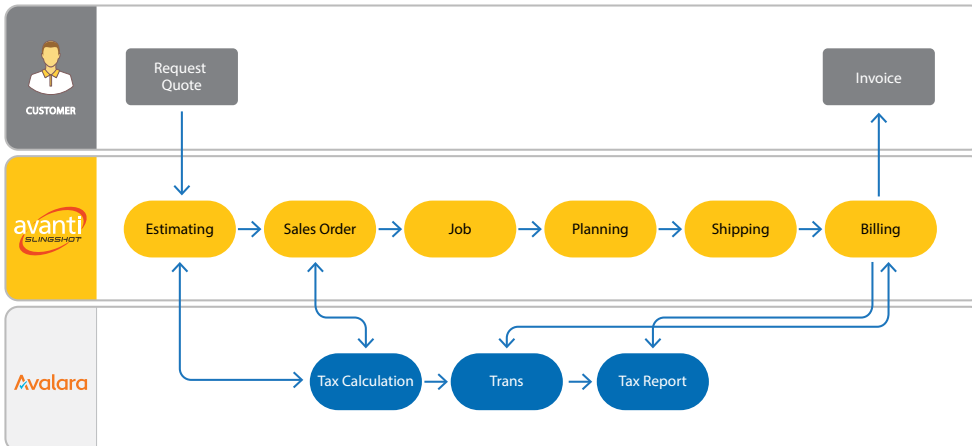 Request
Quote
Invoice
CUSTOMER
avanti
SLINGSHOT
Estimating
Sales Order
Job
Planning
Shipping
Billing
Avalara
Tax Calculation
Trans
Tax Report